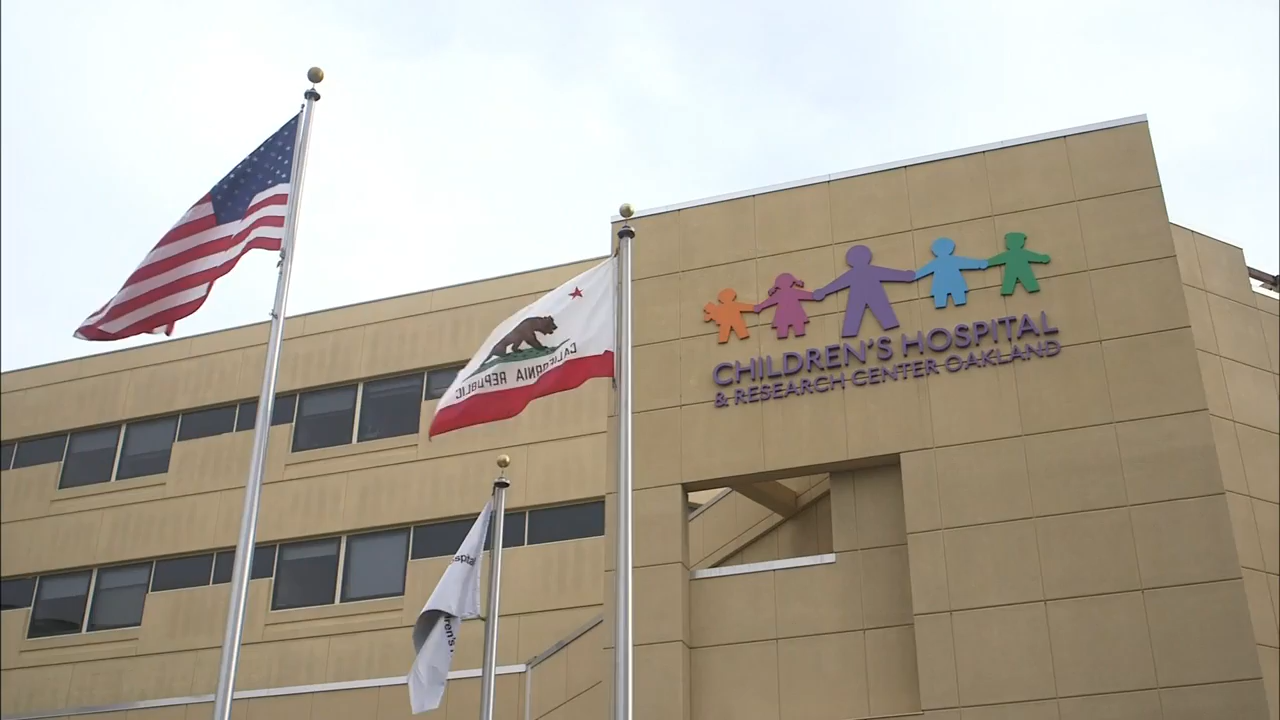 CHILDREN'S HOSPITAL
& RESEARCH CENTER OAKLAND
CALIFORNIA REPUBLIC